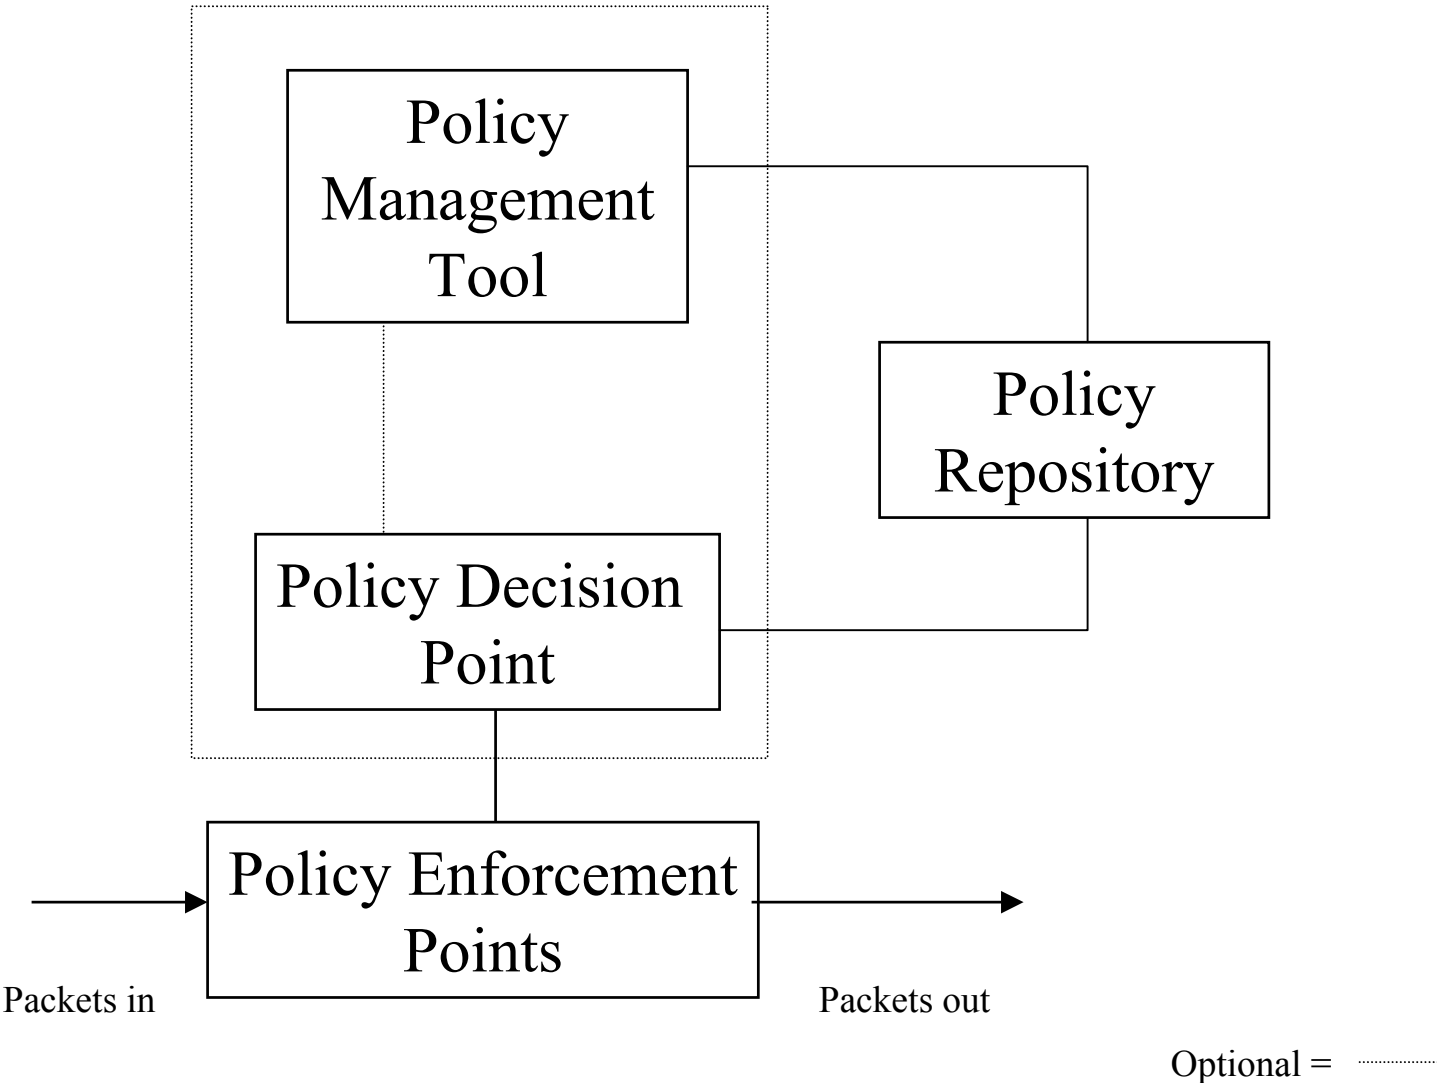 Policy
Management
Tool
Policy
Repository
Policy Decision
Point
Policy Enforcement
Points
Packets in
Packets out
Optional =